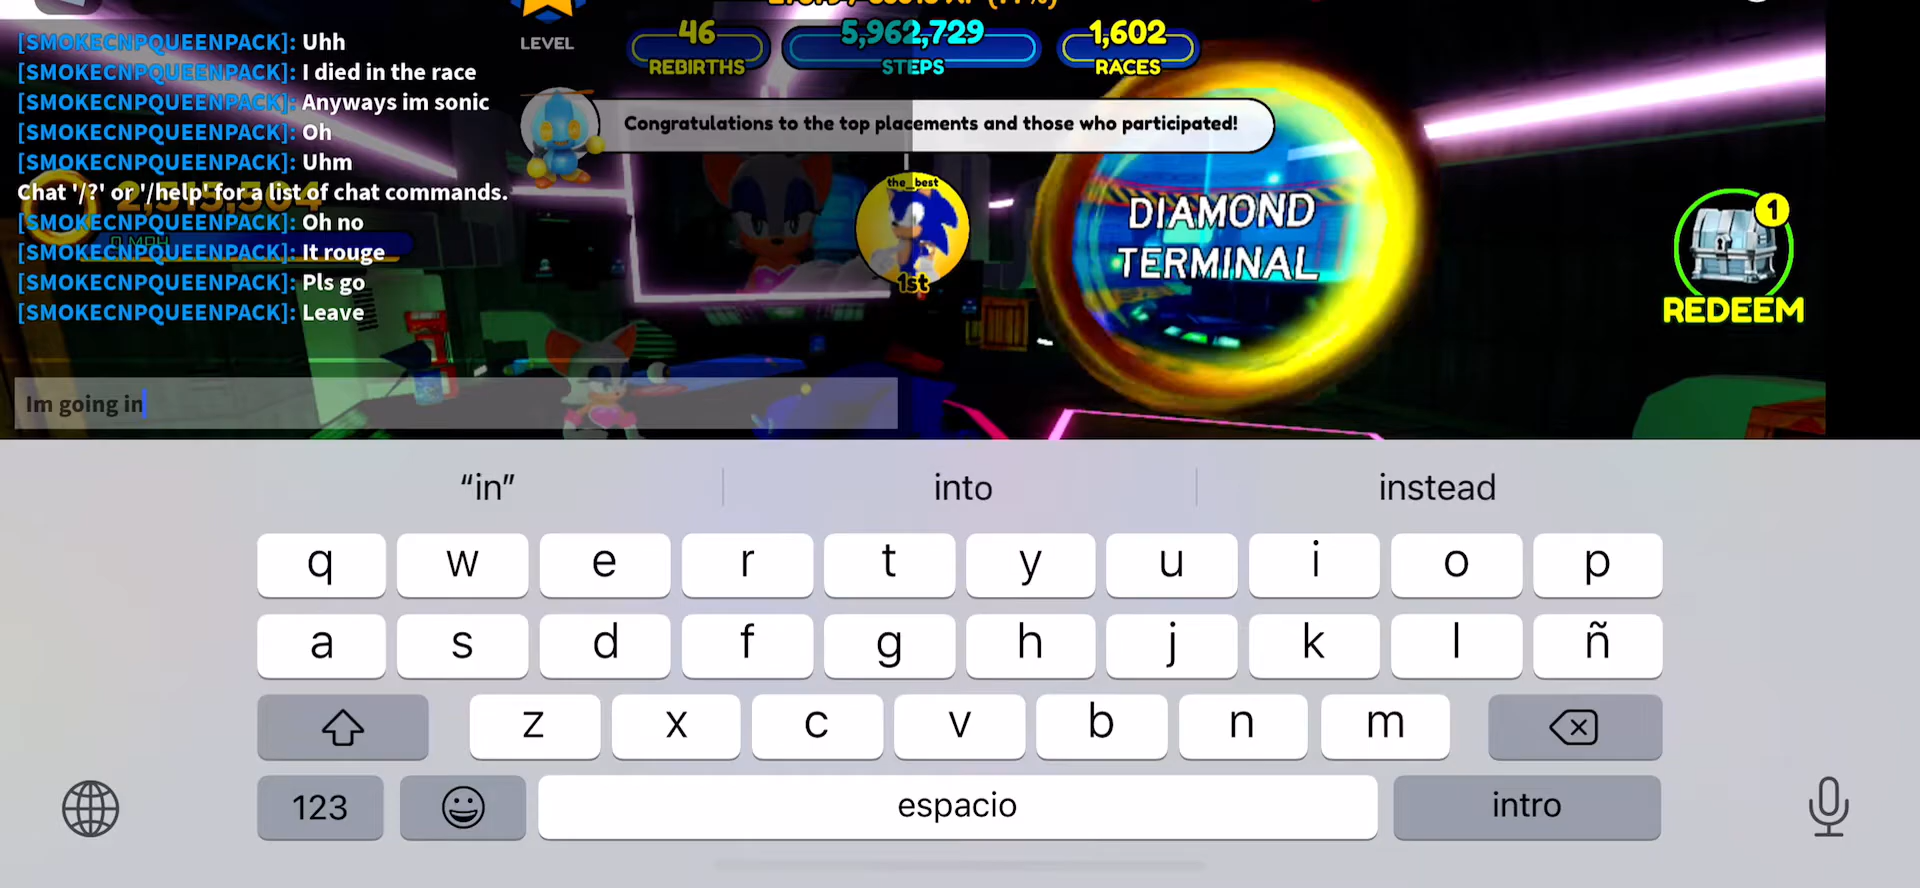 [SMOKECNPQUEENPACK]: Uhh
[SMOKECNPQUEENPACK]: I died in the race
[SMOKECNPQUEENPACK]: Anyways im sonic
[SMOKECNPQUEENPACK]: Oh
[SMOKECNPQUEENPACK]: Uhm
Chat '/?' or '/help' for a list of chat commands.
[SMOKECNPQUEENPACK]: Oh no
[SMOKECNPQUEENPACK]: It rouge
[SMOKECNPQUEENPACK]: Pls go
[SMOKECNPQUEENPACK]: Leave
Im going in
0 MPH
LEVEL
46
REBIRTHS
5,962,729
STEPS
1,602
RACES
Congratulations to the top placements and those who participated!
the_best
1st
DIAMOND
TERMINAL
1
REDEEM
“in” into instead
q w e r t y u i o p
a s d f g h j k l ñ
z x c v b n m
123 espacio intro